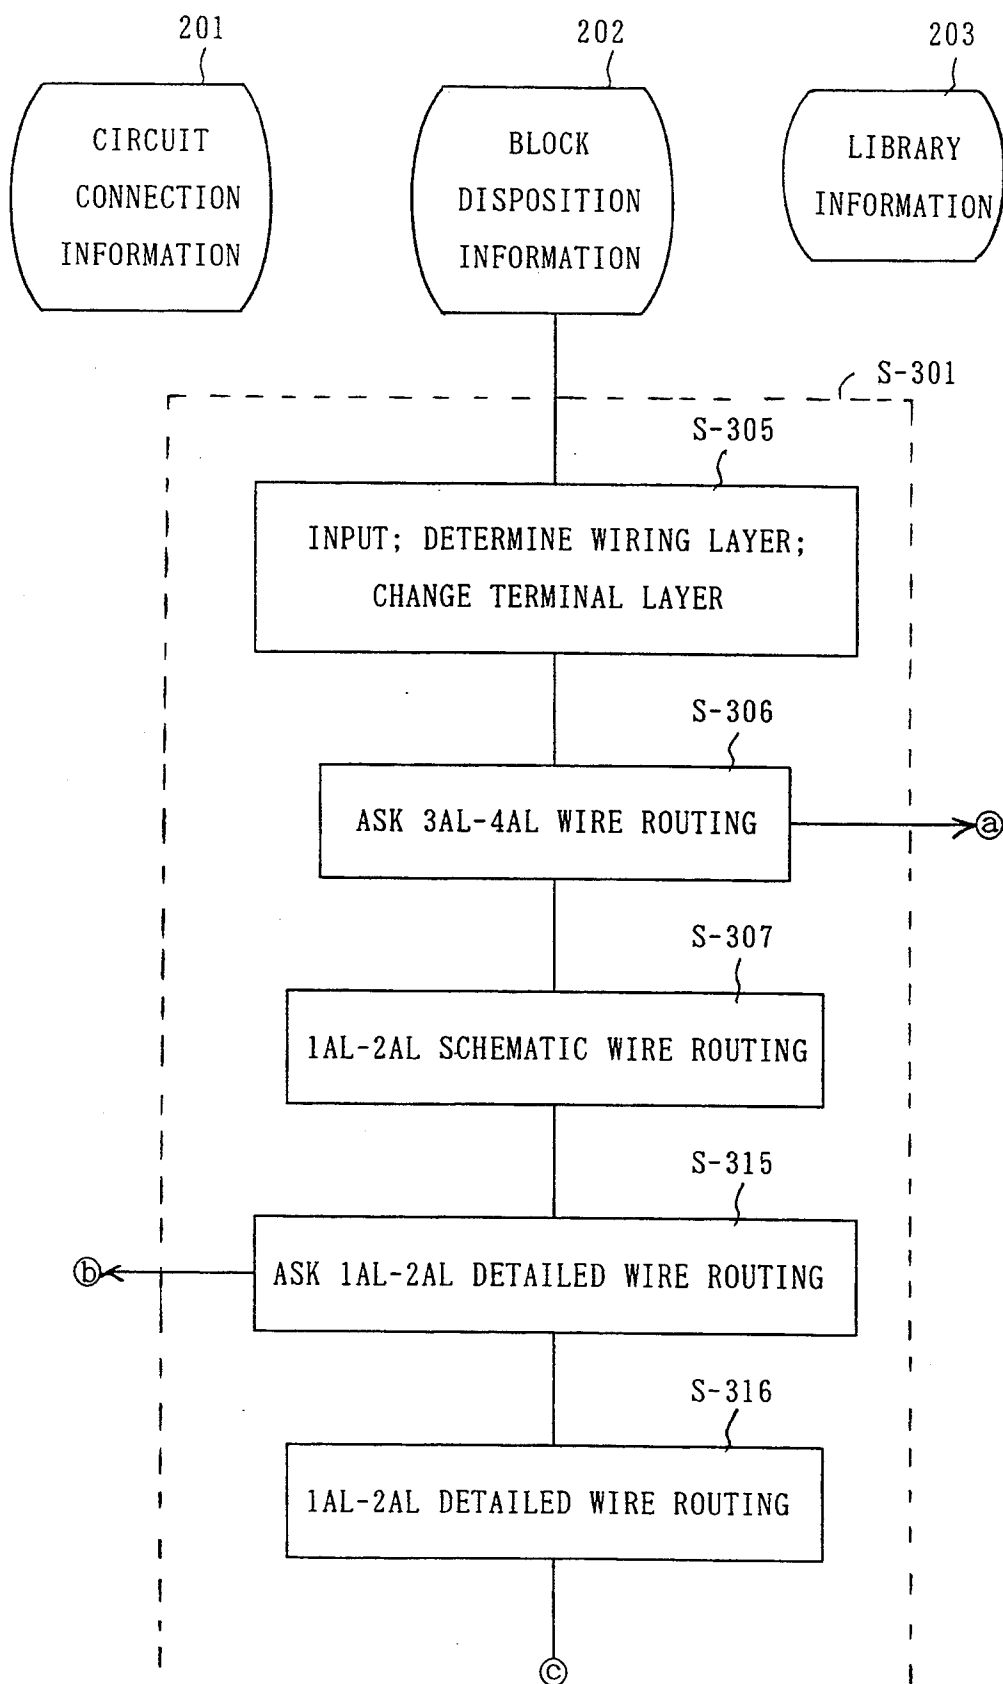 201
202
203
CIRCUIT
CONNECTION
INFORMATION
BLOCK
DISPOSITION
INFORMATION
LIBRARY
INFORMATION
S-301
S-305
INPUT; DETERMINE WIRING LAYER;
CHANGE TERMINAL LAYER
S-306
ASK 3AL-4AL WIRE ROUTING
ⓐ
S-307
1AL-2AL SCHEMATIC WIRE ROUTING
S-315
ⓑ
ASK 1AL-2AL DETAILED WIRE ROUTING
S-316
1AL-2AL DETAILED WIRE ROUTING
ⓒ